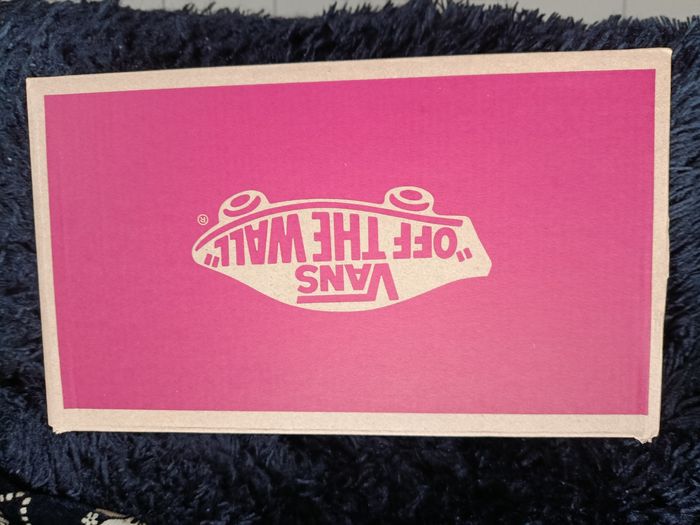 VANS
"OFF THE WALL"
®